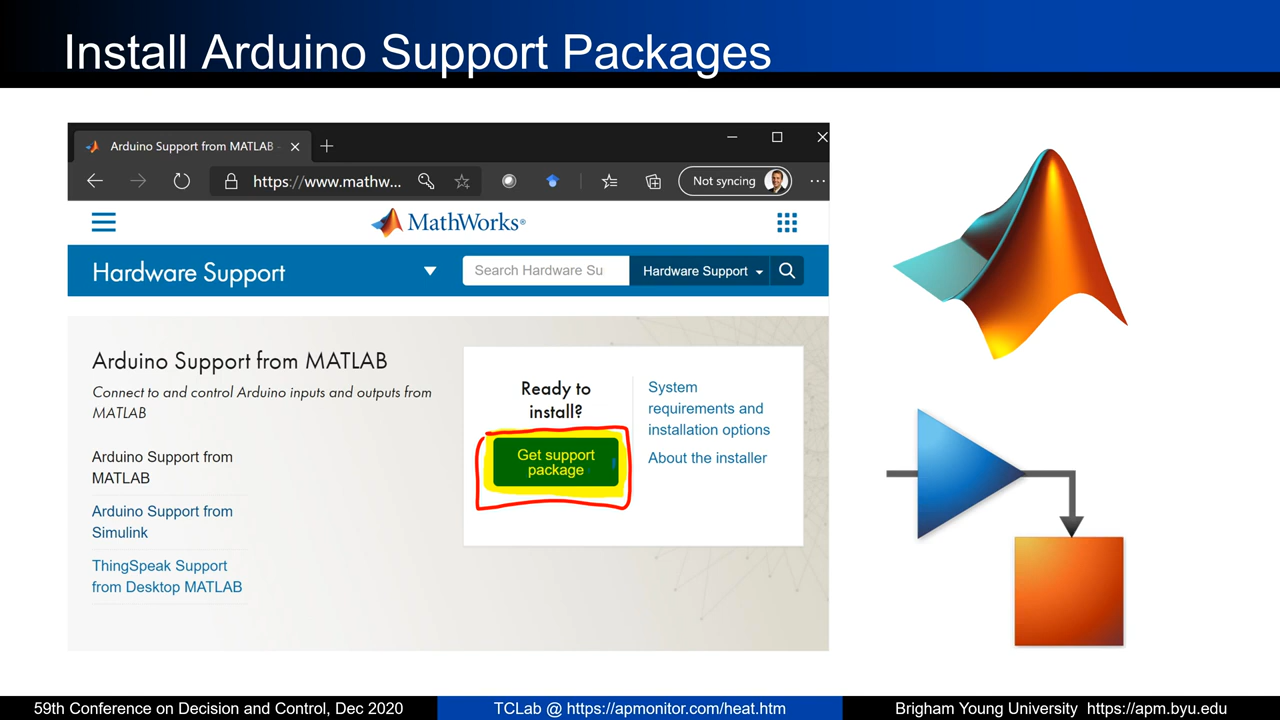 Install Arduino Support Packages
Arduino Support from MATLAB
https://www.mathw...
Not syncing
MathWorks®
Hardware Support
Search Hardware Su
Hardware Support
Arduino Support from MATLAB
Connect to and control Arduino inputs and outputs from
MATLAB
Arduino Support from
MATLAB
Arduino Support from
Simulink
ThingSpeak Support
from Desktop MATLAB
Ready to
install?
Get support
package
System
requirements and
installation options
About the installer
59th Conference on Decision and Control, Dec 2020
TCLab @ https://apmonitor.com/heat.htm
Brigham Young University https://apm.byu.edu